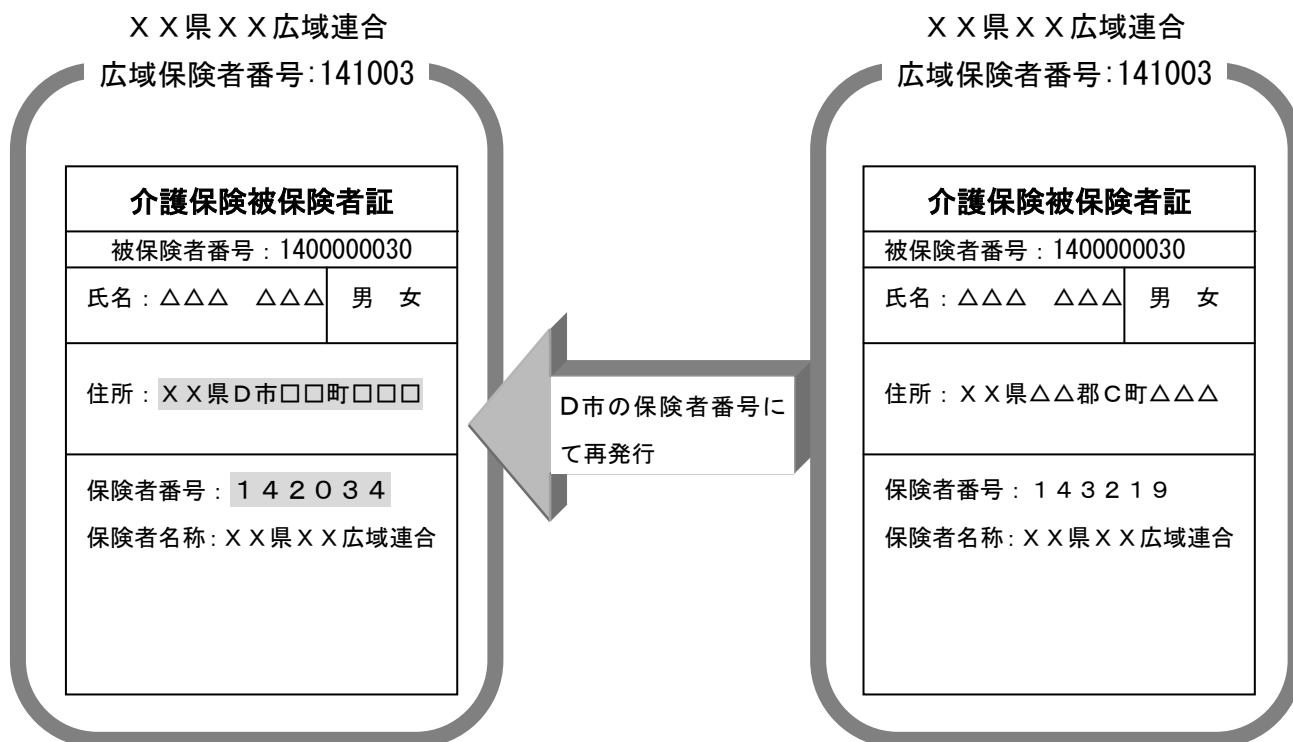 ＸＸ県ＸＸ広域連合
広域保険者番号：141003
介護保険被保険者証
被保険者番号：1400000030
氏名：△△△　△△△　男　女
住所：ＸＸ県Ｄ市□□町□□□
保険者番号：１４２０３４
保険者名称：ＸＸ県ＸＸ広域連合
Ｄ市の保険者番号に
て再発行
ＸＸ県ＸＸ広域連合
広域保険者番号：141003
介護保険被保険者証
被保険者番号：1400000030
氏名：△△△　△△△　男　女
住所：ＸＸ県△△郡Ｃ町△△△
保険者番号：１４３２１９
保険者名称：ＸＸ県ＸＸ広域連合